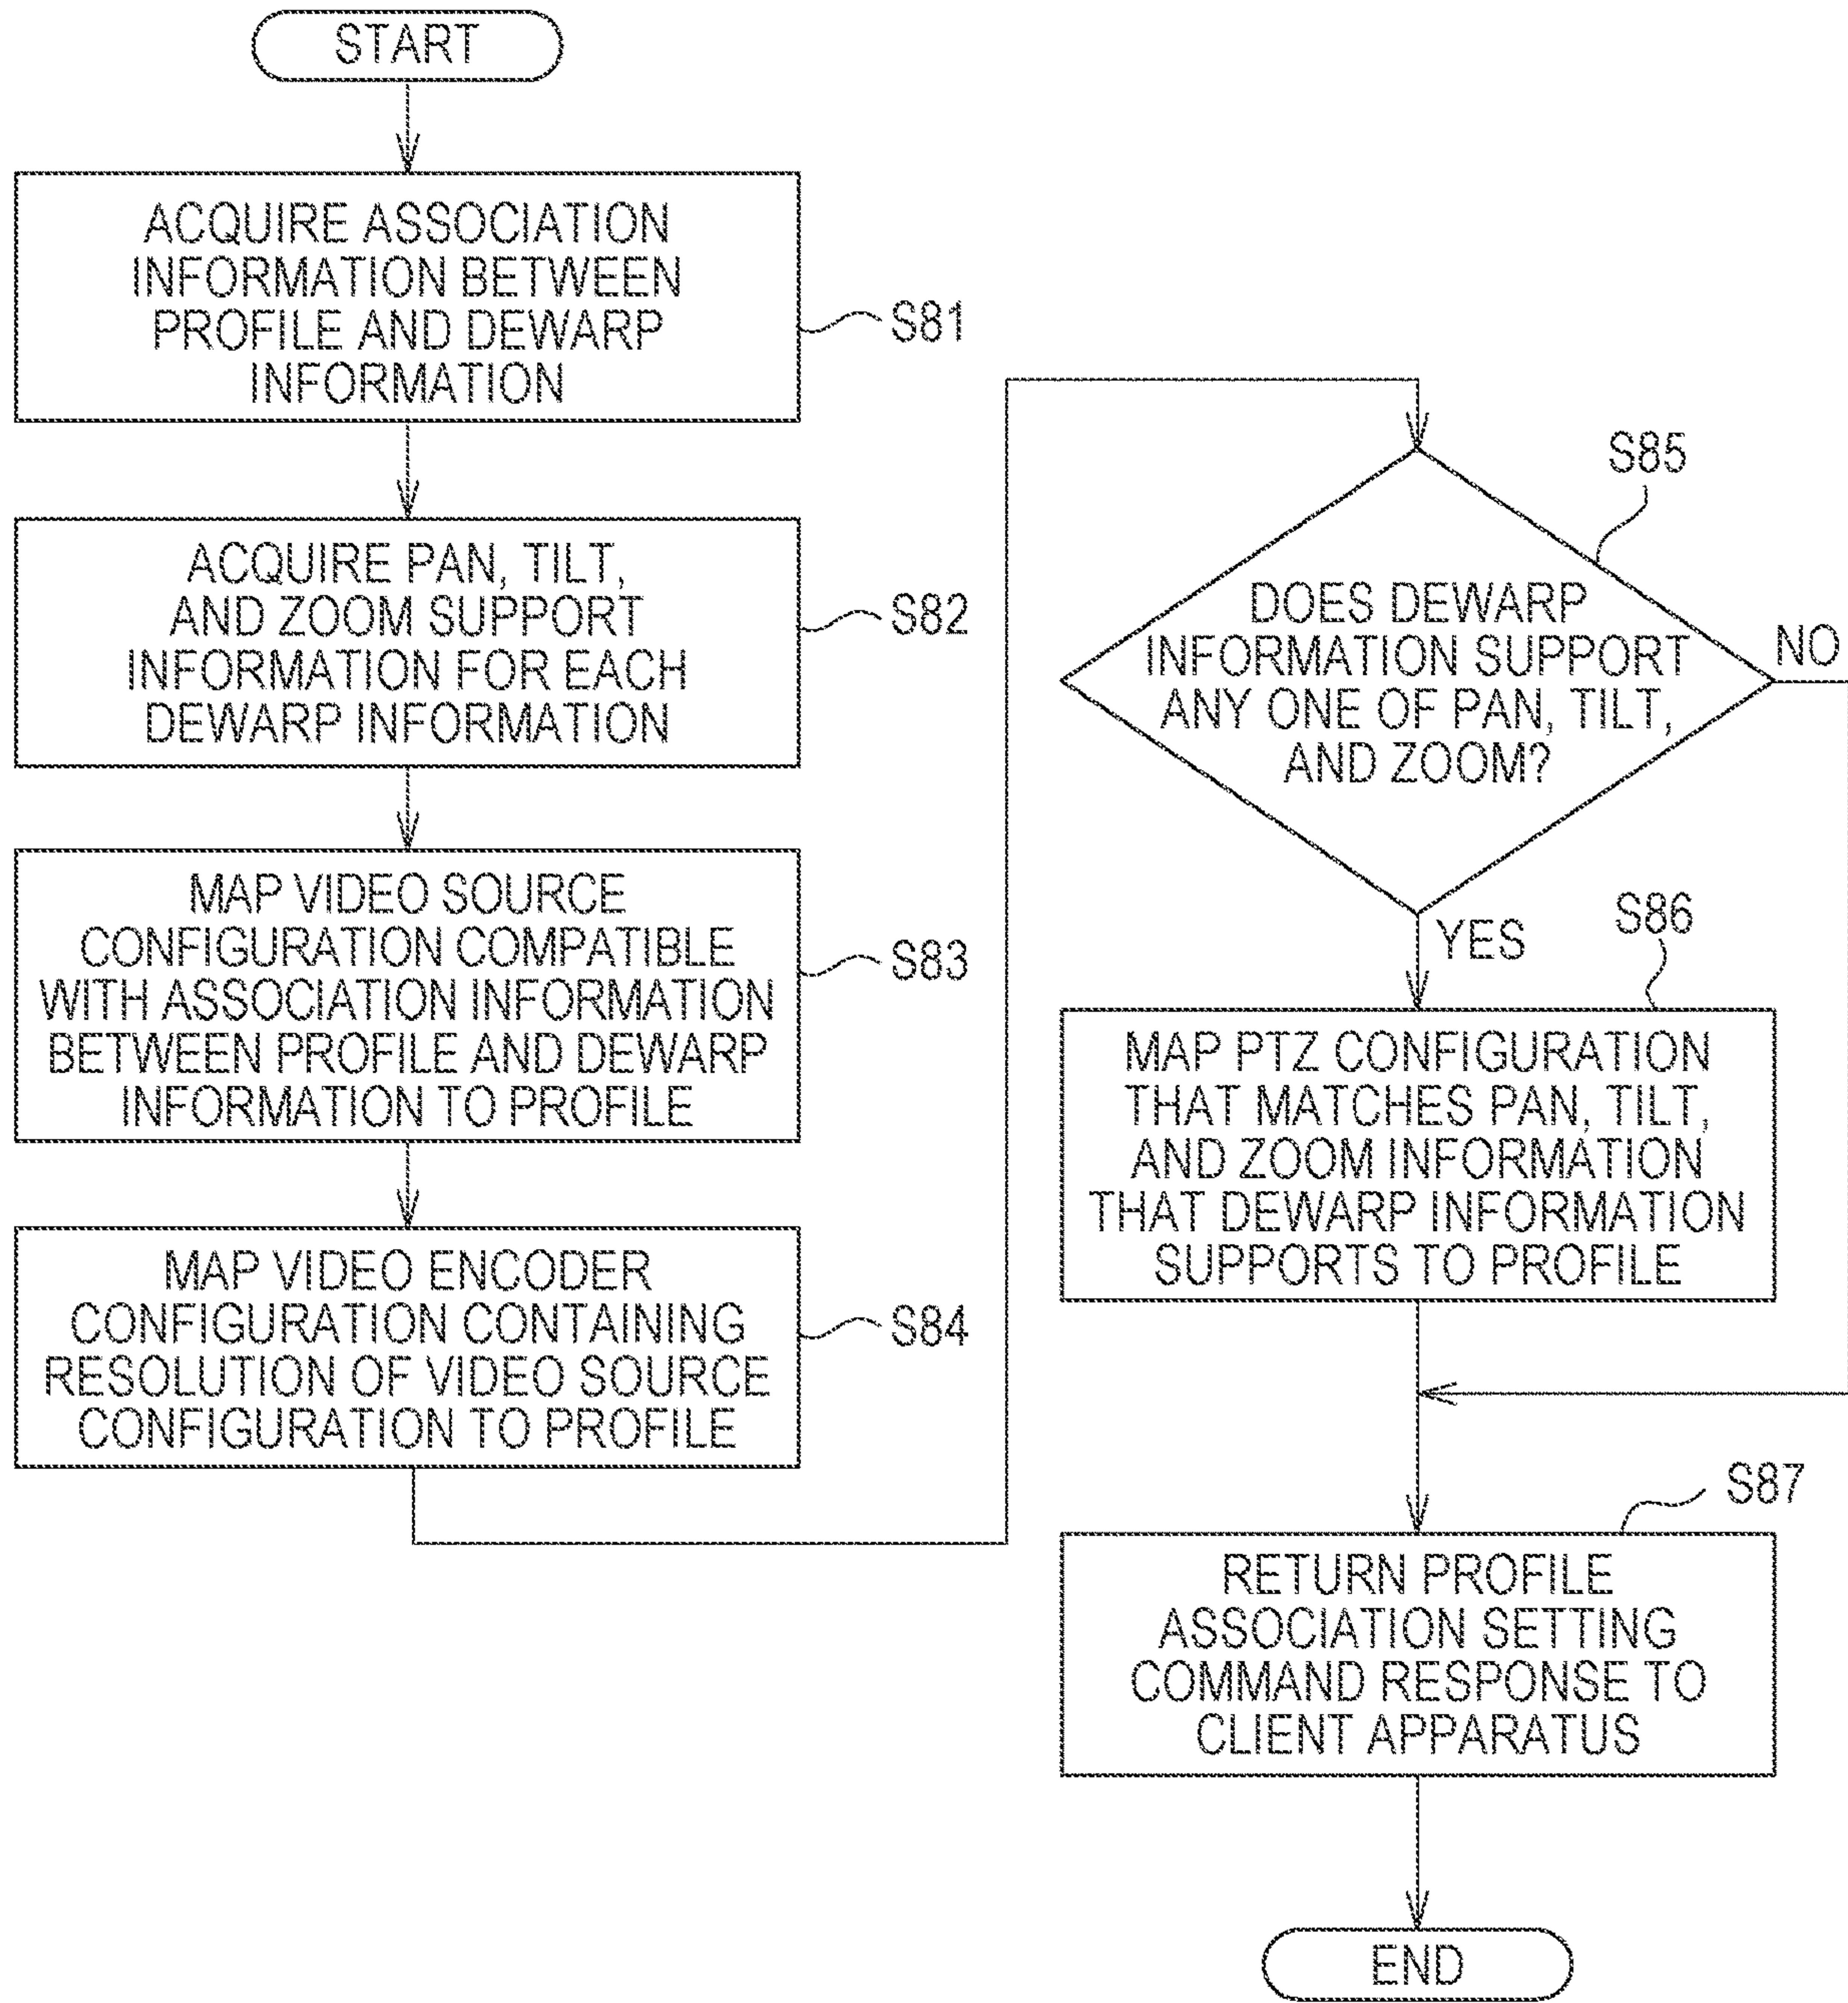 START
ACQUIRE ASSOCIATION
INFORMATION BETWEEN
PROFILE AND DEWARP
INFORMATION
S81
ACQUIRE PAN, TILT,
AND ZOOM SUPPORT
INFORMATION FOR EACH
DEWARP INFORMATION
S82
MAP VIDEO SOURCE
CONFIGURATION COMPATIBLE
WITH ASSOCIATION INFORMATION
BETWEEN PROFILE AND DEWARP
INFORMATION TO PROFILE
S83
MAP VIDEO ENCODER
CONFIGURATION CONTAINING
RESOLUTION OF VIDEO SOURCE
CONFIGURATION TO PROFILE
S84
S85
DOES DEWARP
INFORMATION SUPPORT
ANY ONE OF PAN, TILT,
AND ZOOM?
NO
YES
S86
MAP PTZ CONFIGURATION
THAT MATCHES PAN, TILT,
AND ZOOM INFORMATION
THAT DEWARP INFORMATION
SUPPORTS TO PROFILE
S87
RETURN PROFILE
ASSOCIATION SETTING
COMMAND RESPONSE TO
CLIENT APPARATUS
END